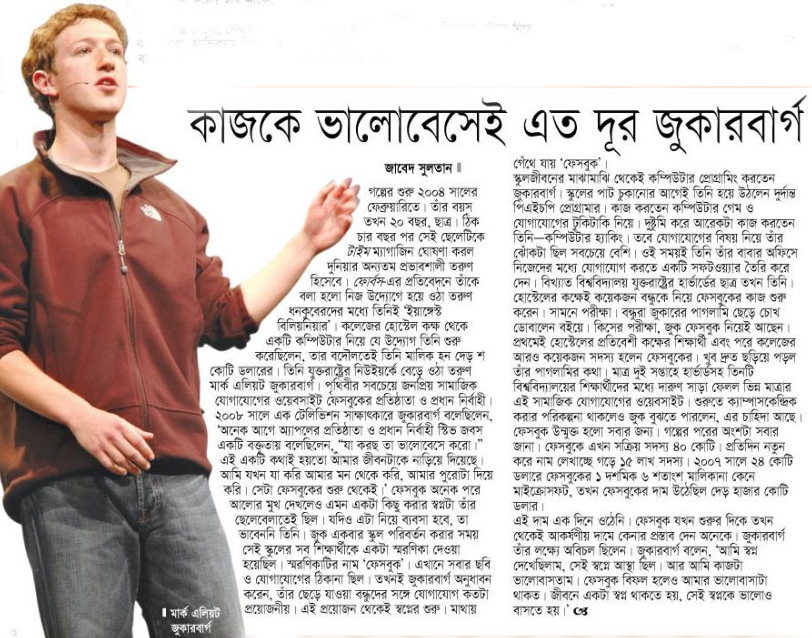 কাজকে ভালোবেসেই এত দূর জুকারবার্গ
জাবেদ সুলতান
গল্পের শুরু ২০০৪ সালের
ফেব্রুয়ারিতে। তাঁর বয়স
তখন ২০ বছর, ছাত্র। ঠিক
চার বছর পর সেই ছেলেটিকে
টাইম ম্যাগাজিন ঘোষণা করল
দুনিয়ার অন্যতম প্রভাবশালী তরুণ
হিসেবে। ফোর্বস-এর প্রতিবেদনে তাঁকে
বলা হলো নিজ উদ্যোগে হয়ে ওঠা তরুণ
ধনকুবেরদের মধ্যে তিনিই 'ইয়াংগেস্ট
বিলিয়নিয়ার'। কলেজের হোস্টেল কক্ষ থেকে
একটি কম্পিউটার নিয়ে যে উদ্যোগ তিনি শুরু
করেছিলেন, তার বদৌলতেই তিনি মালিক হন দেড় শ
কোটি ডলারের। তিনি যুক্তরাষ্ট্রের নিউইয়র্কে বেড়ে ওঠা তরুণ
মার্ক এলিয়ট জুকারবার্গ। পৃথিবীর সবচেয়ে জনপ্রিয় সামাজিক
যোগাযোগের ওয়েবসাইট ফেসবুকের প্রতিষ্ঠাতা ও প্রধান নির্বাহী।
২০০৮ সালে এক টেলিভিশন সাক্ষাৎকারে জুকারবার্গ বলেছিলেন,
'অনেক আগে অ্যাপলের প্রতিষ্ঠাতা ও প্রধান নির্বাহী স্টিভ জবস
একটি বক্তৃতায় বলেছিলেন, "যা করছ তা ভালোবেসে করো।"
এই একটি কথাই হয়তো আমার জীবনটাকে নাড়িয়ে দিয়েছে।
আমি যখন যা করি আমার মন থেকে করি, আমার পুরোটা দিয়ে
করি। সেটা ফেসবুকের শুরু থেকেই।' ফেসবুক অনেক পরে
আলোর মুখ দেখলেও এমন একটা কিছু করার স্বপ্নটা তাঁর
ছেলেবেলাতেই ছিল। যদিও এটা নিয়ে ব্যবসা হবে, তা
ভাবেননি তিনি। জুক একবার স্কুল পরিবর্তন করার সময়
সেই স্কুলের সব শিক্ষার্থীকে একটা স্মরণিকা দেওয়া
হয়েছিল। স্মরণিকাটির নাম 'ফেসবুক'। এখানে সবার ছবি
ও যোগাযোগের ঠিকানা ছিল। তখনই জুকারবার্গ অনুধাবন
করেন, তাঁর ছেড়ে যাওয়া বন্ধুদের সঙ্গে যোগাযোগ কতটা
প্রয়োজনীয়। এই প্রয়োজন থেকেই স্বপ্নের শুরু। মাথায়
গেঁথে যায় 'ফেসবুক'।
স্কুলজীবনের মাঝামাঝি থেকেই কম্পিউটার প্রোগ্রামিং করতেন
জুকারবার্গ। স্কুলের পাট চুকানোর আগেই তিনি হয়ে উঠলেন দুর্দান্ত
পিএইচপি প্রোগ্রামার। কাজ করতেন কম্পিউটার গেম ও
যোগাযোগের টুকিটাকি নিয়ে। দুষ্টুমি করে আরেকটা কাজ করতেন
তিনি—কম্পিউটার হ্যাকিং। তবে যোগাযোগের বিষয় নিয়ে তাঁর
ঝোঁকটা ছিল সবচেয়ে বেশি। ওই সময়ই তিনি তাঁর বাবার অফিসে
নিজেদের মধ্যে যোগাযোগ করতে একটি সফটওয়্যার তৈরি করে
দেন। বিখ্যাত বিশ্ববিদ্যালয় যুক্তরাষ্ট্রের হার্ভার্ডের ছাত্র তখন তিনি।
হোস্টেলের কক্ষেই কয়েকজন বন্ধুকে নিয়ে ফেসবুকের কাজ শুরু
করেন। সামনে পরীক্ষা। বন্ধুরা জুকারের পাগলামি ছেড়ে চোখ
ডোবালেন বইয়ে। কিসের পরীক্ষা, জুক ফেসবুক নিয়েই আছেন।
প্রথমেই হোস্টেলের প্রতিবেশী কক্ষের শিক্ষার্থী এবং পরে কলেজের
আরও কয়েকজন সদস্য হলেন ফেসবুকের। খুব দ্রুত ছড়িয়ে পড়ল
তাঁর পাগলামির কথা। মাত্র দুই সপ্তাহে হার্ভার্ডসহ তিনটি
বিশ্ববিদ্যালয়ের শিক্ষার্থীদের মধ্যে দারুণ সাড়া ফেলল ভিন্ন মাত্রার
এই সামাজিক যোগাযোগের ওয়েবসাইট। শুরুতে ক্যাম্পাসকেন্দ্রিক
করার পরিকল্পনা থাকলেও জুক বুঝতে পারলেন, এর চাহিদা আছে।
ফেসবুক উন্মুক্ত হলো সবার জন্য। গল্পের পরের অংশটা সবার
জানা। ফেসবুকে এখন সক্রিয় সদস্য ৪০ কোটি। প্রতিদিন নতুন
করে নাম লেখাচ্ছে গড়ে ১৫ লাখ সদস্য। ২০০৭ সালে ২৪ কোটি
ডলারে ফেসবুকের ১ দশমিক ৬ শতাংশ মালিকানা কেনে
মাইক্রোসফট, তখন ফেসবুকের দাম উঠেছিল দেড় হাজার কোটি
ডলার।
এই দাম এক দিনে ওঠেনি। ফেসবুক যখন শুরুর দিকে তখন
থেকেই আকর্ষণীয় দামে কেনার প্রস্তাব দেন অনেকে। জুকারবার্গ
তাঁর লক্ষ্যে অবিচল ছিলেন। জুকারবার্গ বলেন, 'আমি স্বপ্ন
দেখেছিলাম, সেই স্বপ্নে আস্থা ছিল। আর আমি কাজটা
ভালোবাসতাম। ফেসবুক বিফল হলেও আমার ভালোবাসাটা
থাকত। জীবনে একটা স্বপ্ন থাকতে হয়, সেই স্বপ্নকে ভালোও
বাসতে হয়।'
মার্ক এলিয়ট
জুকারবার্গ